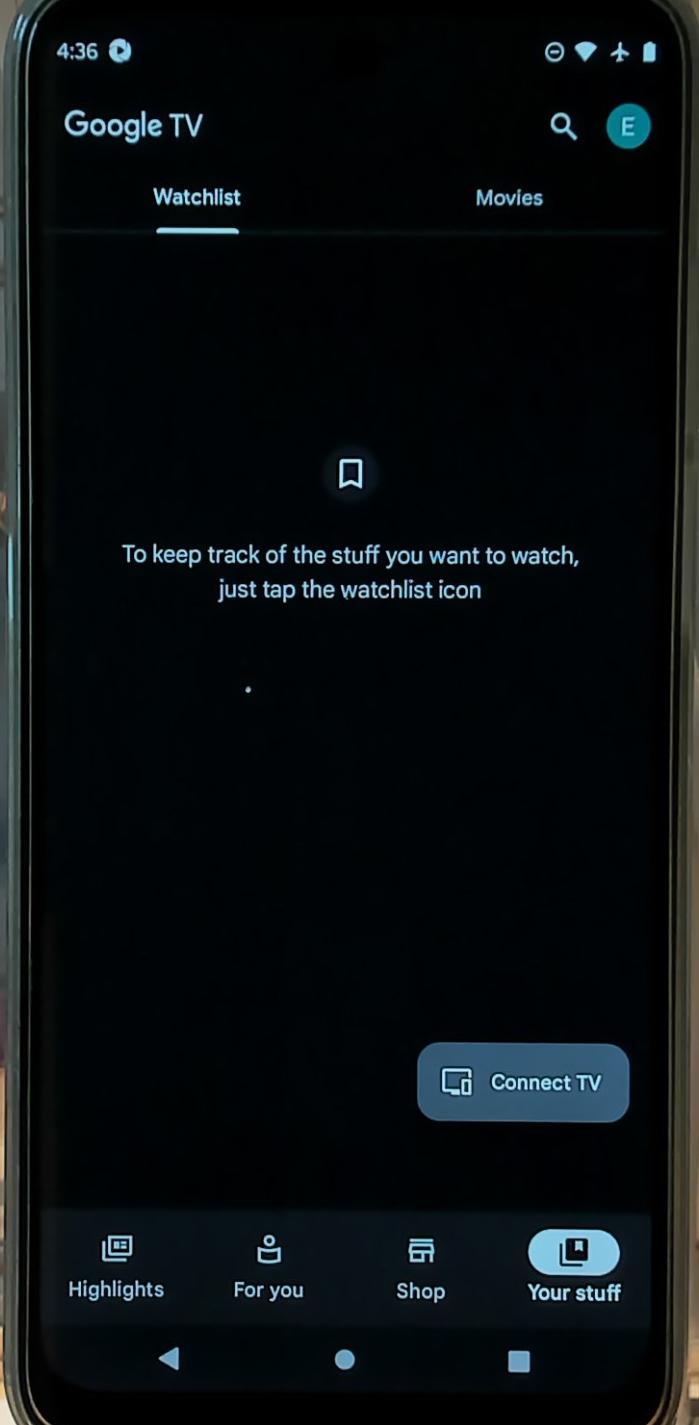 4:36
Google TV
E
Watchlist
Movies
To keep track of the stuff you want to watch,
just tap the watchlist icon
Connect TV
Highlights
For you
Shop
Your stuff